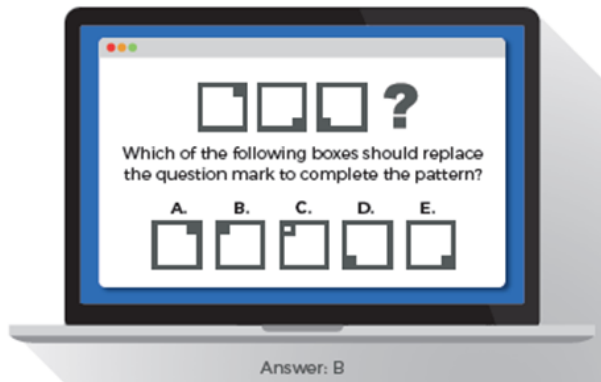 ?
Which of the following boxes should replace
the question mark to complete the pattern?
A. B. C. D. E.
Answer: B